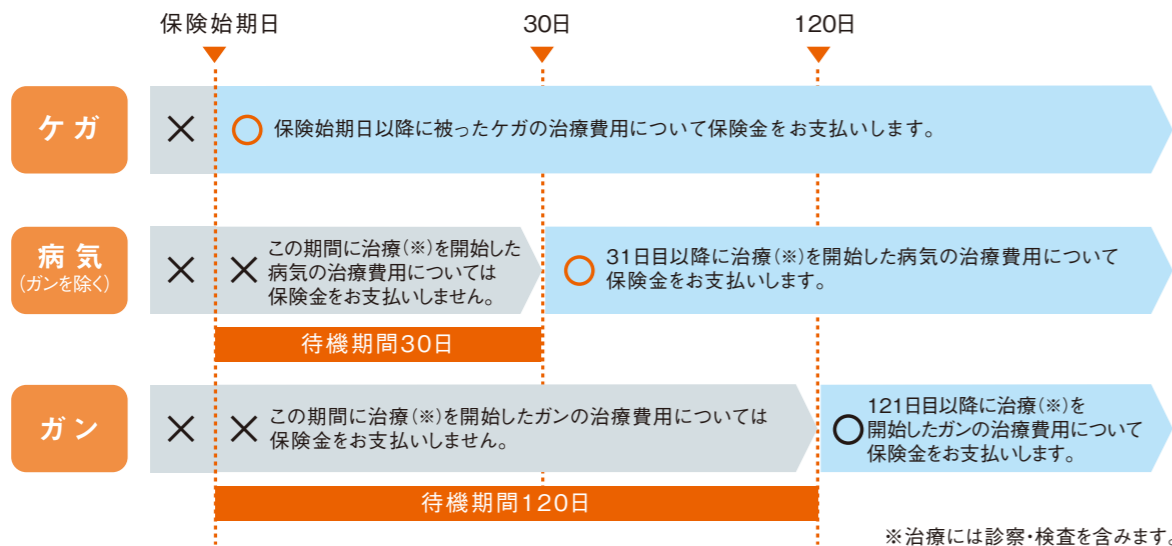 保険始期日
30日
120日
ケガ
× ○ 保険始期日以降に被ったケガの治療費用について保険金をお支払いします。
病気
(ガンを除く)
× × この期間に治療(※)を開始した
病気の治療費用については
保険金をお支払いしません。
○ 31日目以降に治療(※)を開始した病気の治療費用について
保険金をお支払いします。
待機期間30日
ガン
× × この期間に治療(※)を開始したガンの治療費用については
保険金をお支払いしません。
○ 121日目以降に治療(※)を
開始したガンの治療費用について
保険金をお支払いします。
待機期間120日
※治療には診察・検査を含みます。